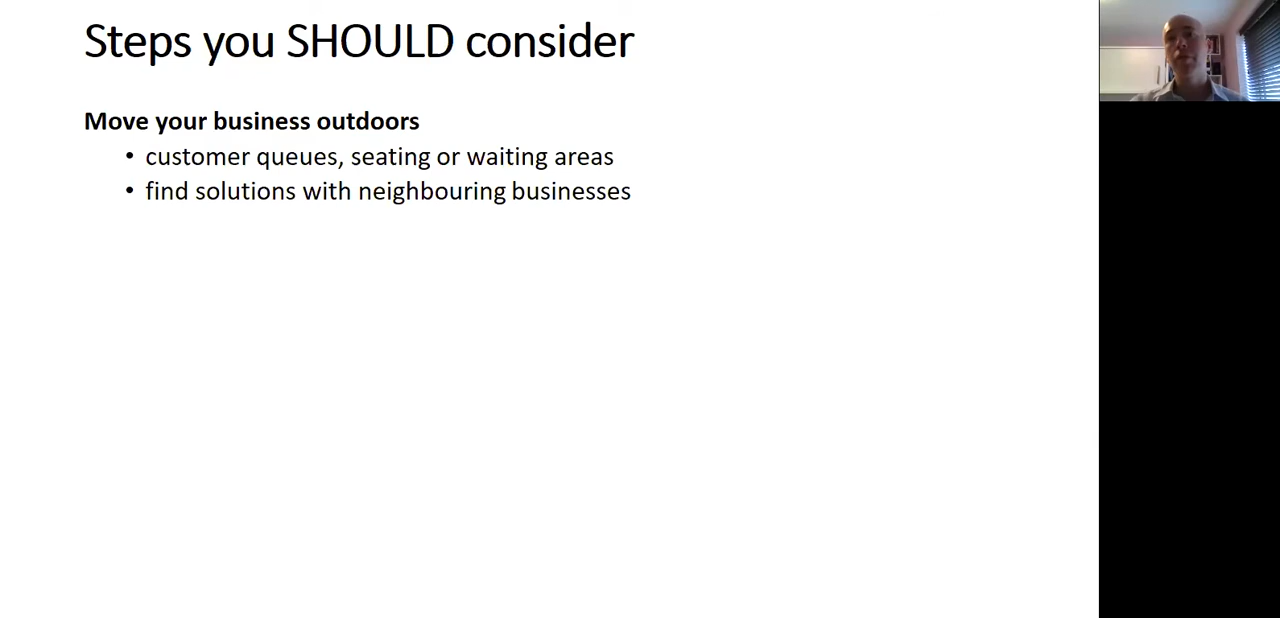 Steps you SHOULD consider
Move your business outdoors
• customer queues, seating or waiting areas
• find solutions with neighbouring businesses